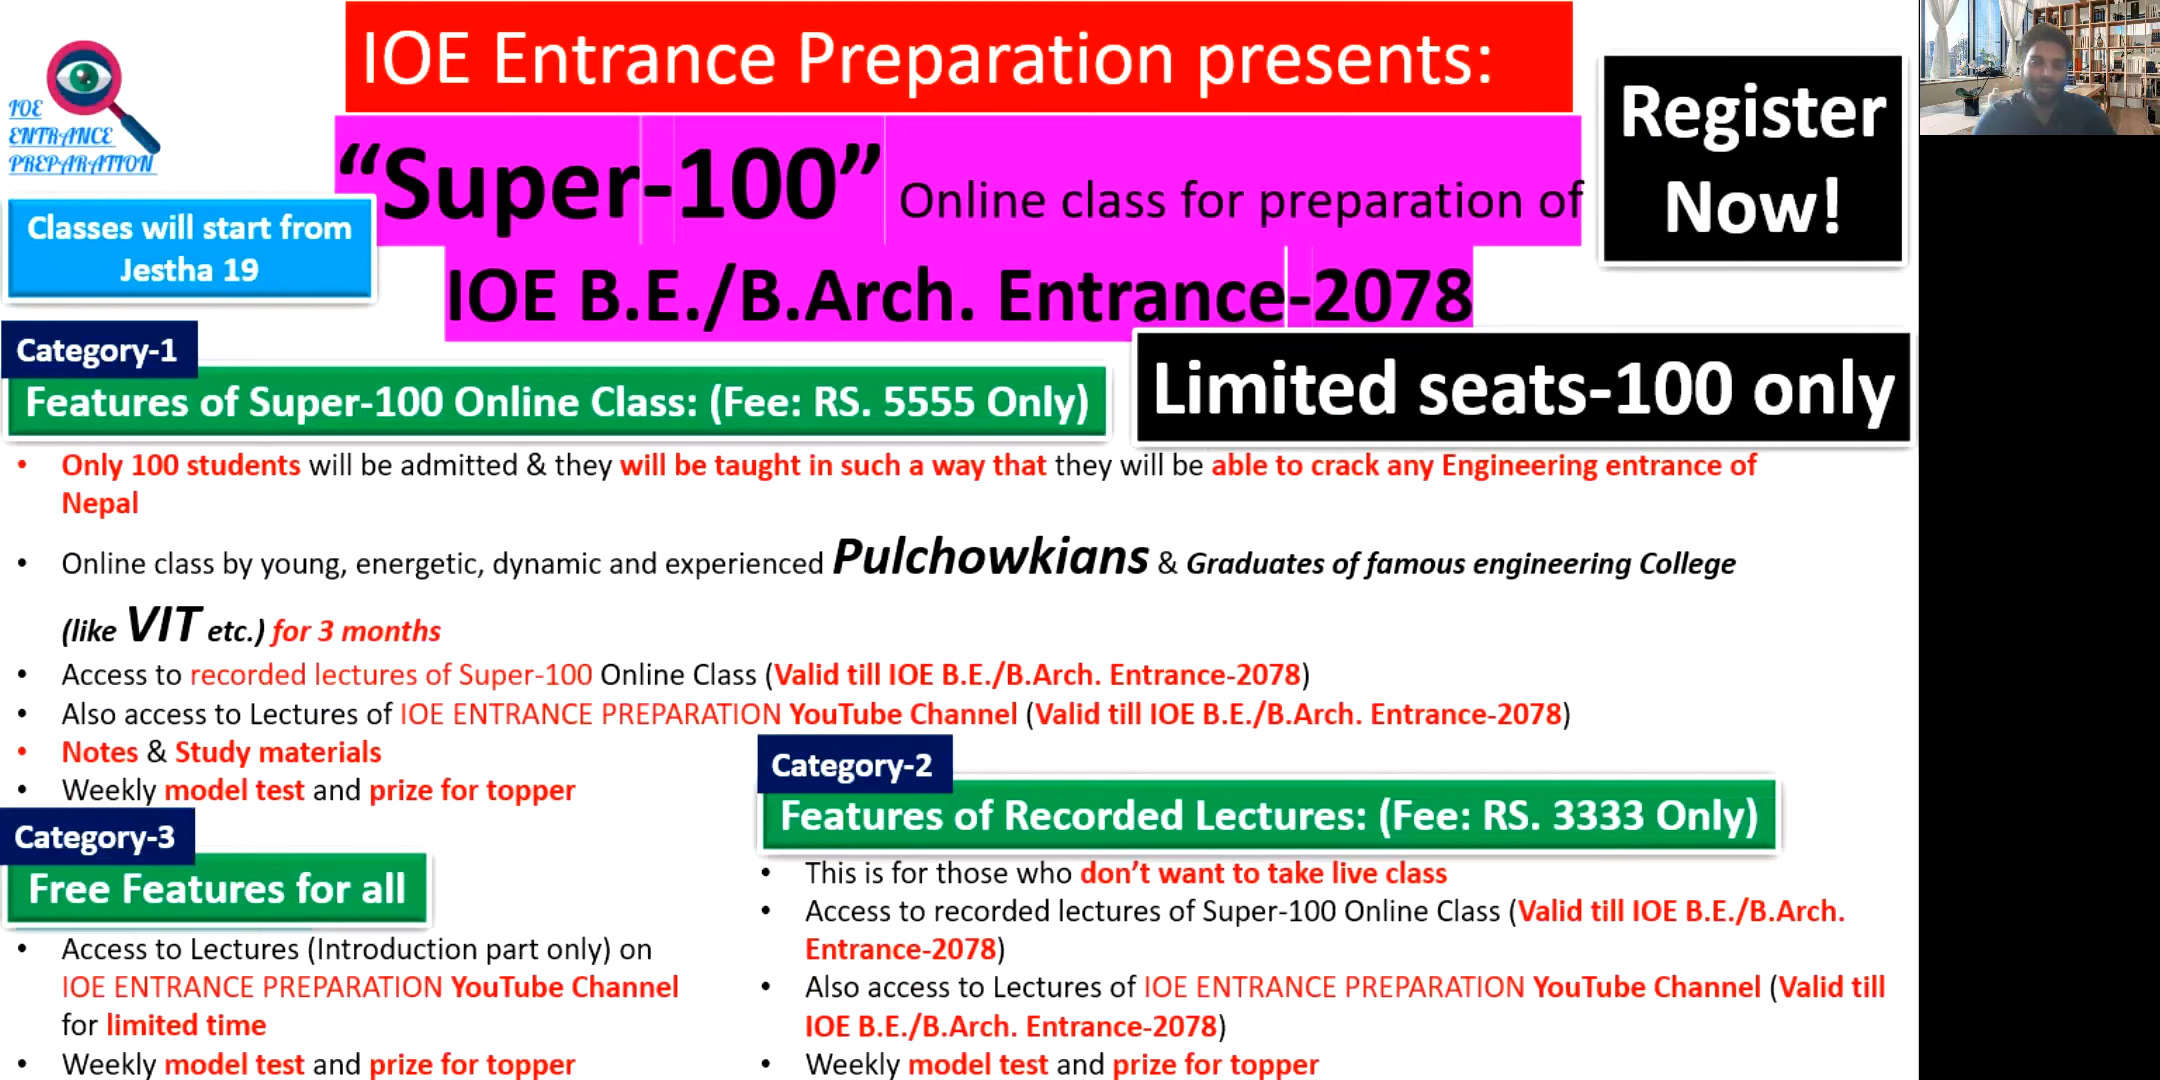 IOE Entrance Preparation presents:
IOE
ENTRANCE
PREPARATION
Register
Now!
“Super-100” Online class for preparation of
IOE B.E./B.Arch. Entrance-2078
Classes will start from
Jestha 19
Category-1
Features of Super-100 Online Class: (Fee: RS. 5555 Only)
Limited seats-100 only
• Only 100 students will be admitted & they will be taught in such a way that they will be able to crack any Engineering entrance of
Nepal
• Online class by young, energetic, dynamic and experienced Pulchowkians & Graduates of famous engineering College
(like VIT etc.) for 3 months
• Access to recorded lectures of Super-100 Online Class (Valid till IOE B.E./B.Arch. Entrance-2078)
• Also access to Lectures of IOE ENTRANCE PREPARATION YouTube Channel (Valid till IOE B.E./B.Arch. Entrance-2078)
• Notes & Study materials
• Weekly model test and prize for topper
Category-2
Features of Recorded Lectures: (Fee: RS. 3333 Only)
• This is for those who don’t want to take live class
• Access to recorded lectures of Super-100 Online Class (Valid till IOE B.E./B.Arch.
Entrance-2078)
• Also access to Lectures of IOE ENTRANCE PREPARATION YouTube Channel (Valid till
IOE B.E./B.Arch. Entrance-2078)
• Weekly model test and prize for topper
Category-3
Free Features for all
• Access to Lectures (Introduction part only) on
IOE ENTRANCE PREPARATION YouTube Channel
for limited time
• Weekly model test and prize for topper